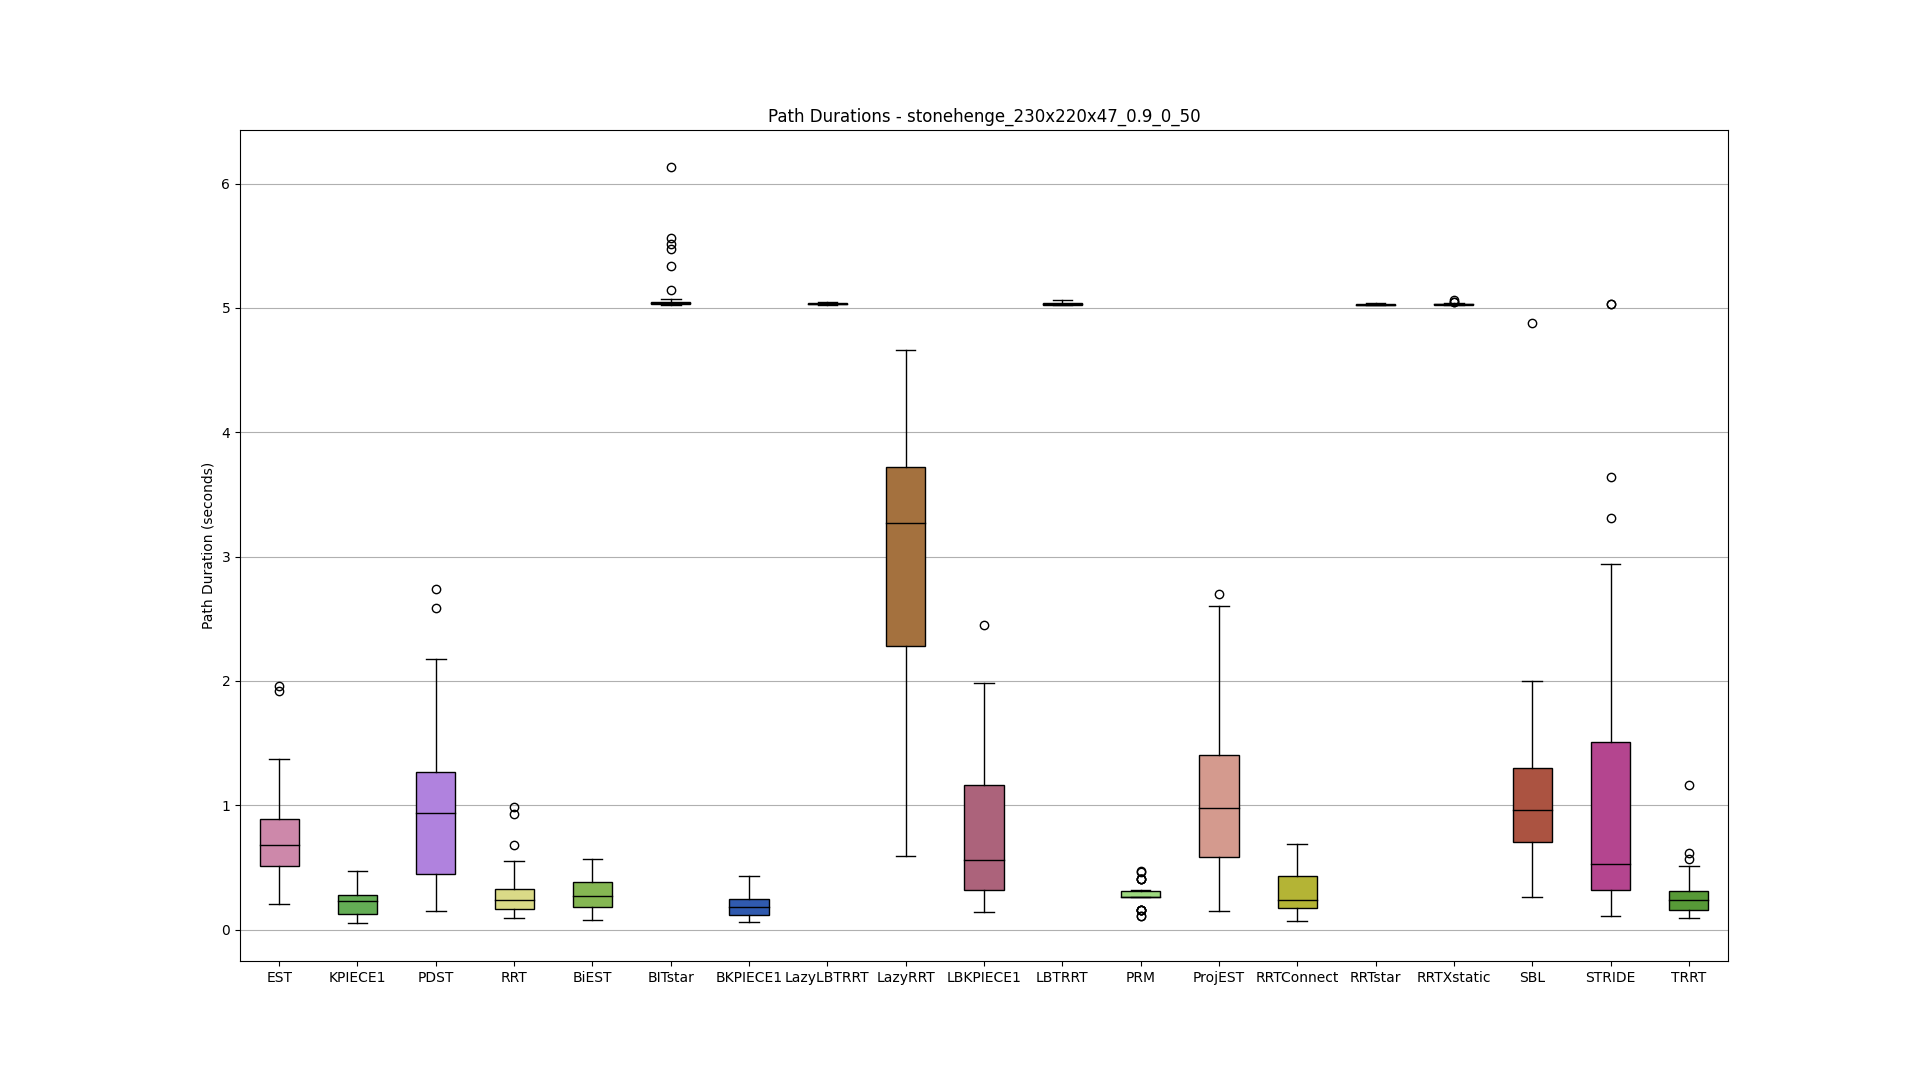 Path Durations - stonehenge_230x220x47_0.9_0_50
6
5
4
3
2
1
0
Path Duration (seconds)
EST KPIECE1 PDST RRT BiEST BITstar BKPIECE1 LazyLBTRRT LazyRRT LBKPIECE1 LBTRRT PRM ProjEST RRTConnect RRTstar RRTXstatic SBL STRIDE TRRT